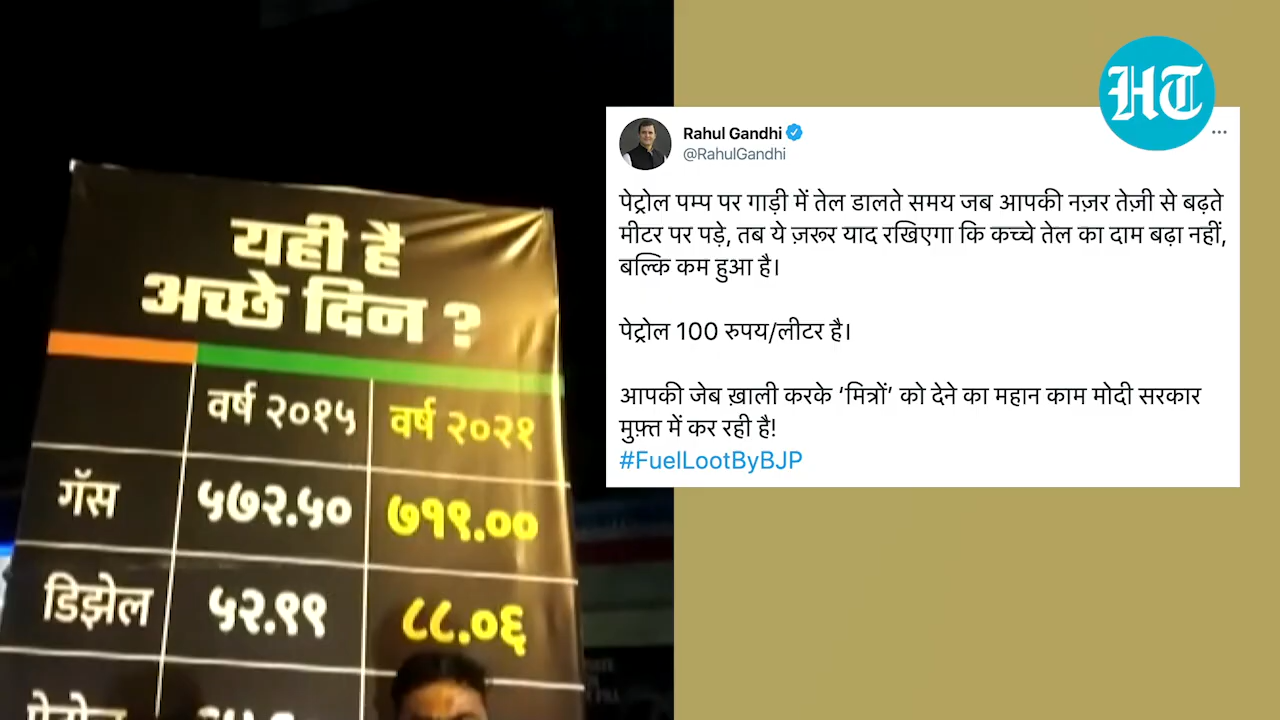 यही है
अच्छे दिन ?
वर्ष २०१५ वर्ष २०२१
गॅस ५७२.५० ७१९.००
डिझेल ५२.९९ ८८.०६
HT
Rahul Gandhi
@RahulGandhi
पेट्रोल पम्प पर गाड़ी में तेल डालते समय जब आपकी नज़र तेज़ी से बढ़ते
मीटर पर पड़े, तब ये ज़रूर याद रखिएगा कि कच्चे तेल का दाम बढ़ा नहीं,
बल्कि कम हुआ है।
पेट्रोल 100 रुपय/लीटर है।
आपकी जेब ख़ाली करके ‘मित्रों’ को देने का महान काम मोदी सरकार
मुफ़्त में कर रही है!
#FuelLootByBJP